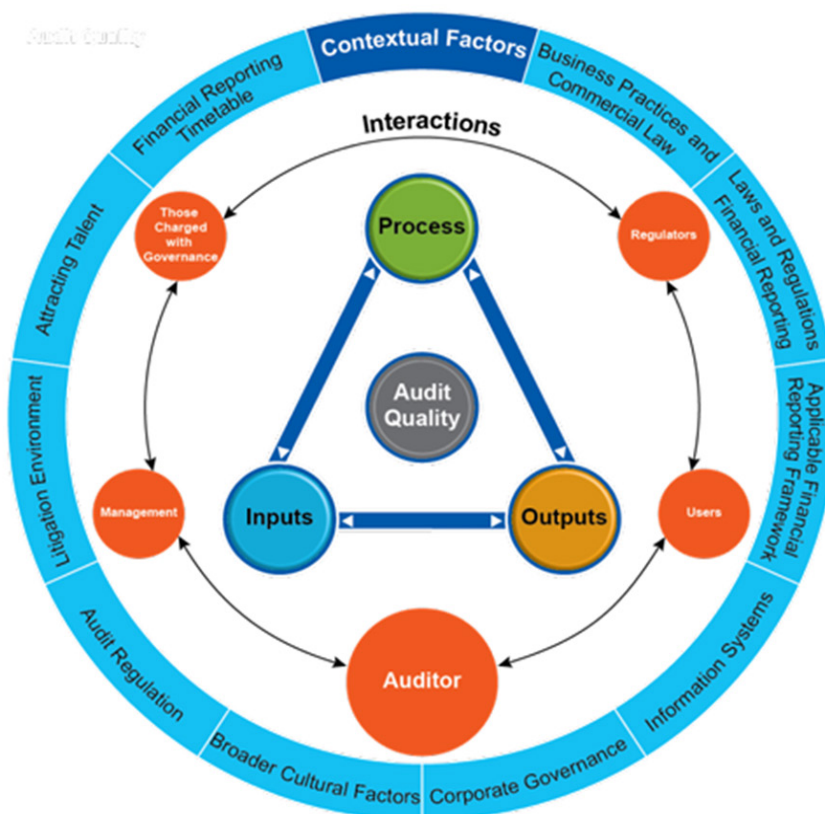 Audit Quality
Contextual Factors
Business Practices and
Commercial Law
Laws and Regulations
Financial Reporting
Applicable Financial
Reporting Framework
Information Systems
Corporate Governance
Broader Cultural Factors
Audit Regulation
Litigation Environment
Attracting Talent
Financial Reporting
Timetable
Interactions
Those
Charged
with
Governance
Regulators
Process
Audit
Quality
Inputs
Outputs
Management
Users
Auditor